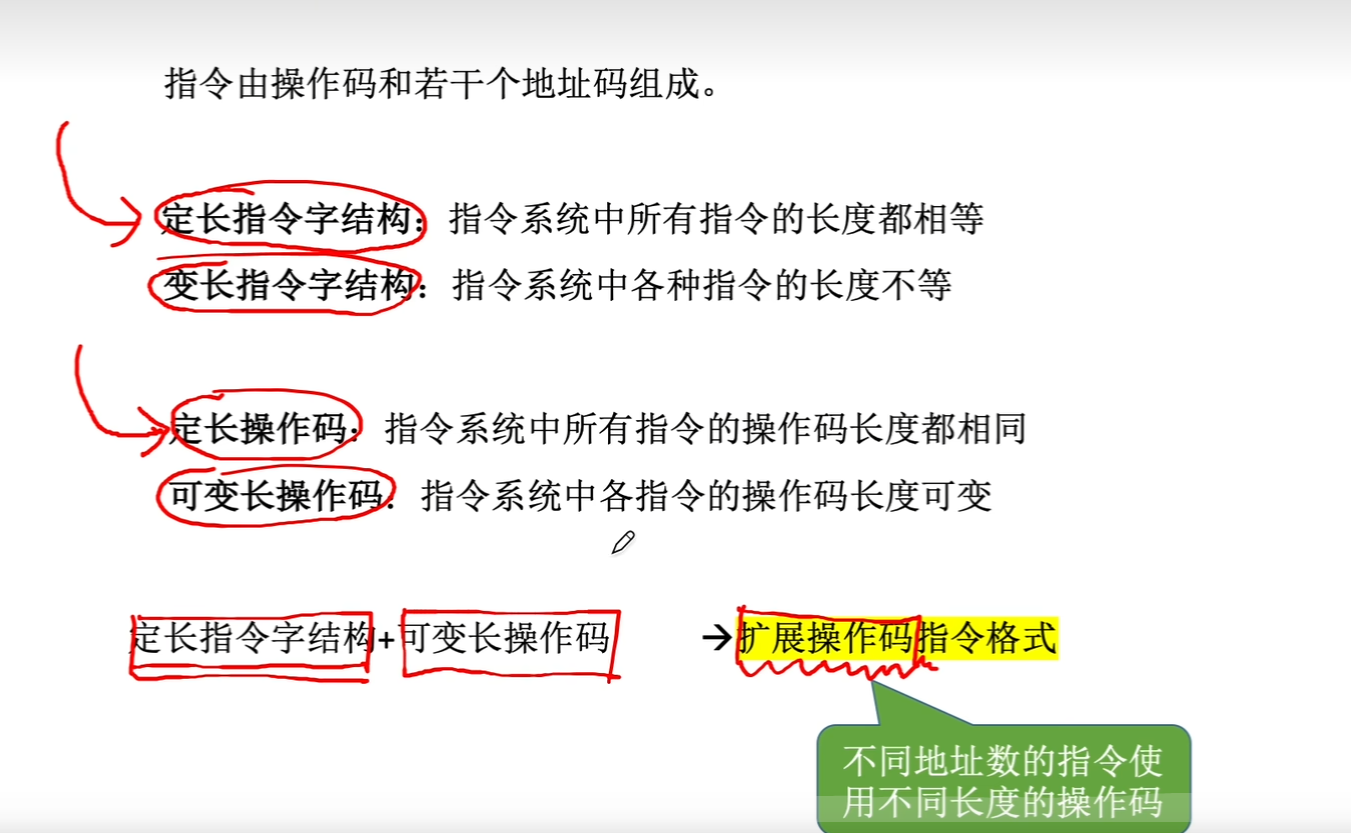 指令由操作码和若干个地址码组成。
定长指令字结构：指令系统中所有指令的长度都相等
变长指令字结构：指令系统中各种指令的长度不等
定长操作码：指令系统中所有指令的操作码长度都相同
可变长操作码：指令系统中各指令的操作码长度可变
定长指令字结构+可变长操作码 →扩展操作码指令格式
不同地址数的指令使
用不同长度的操作码